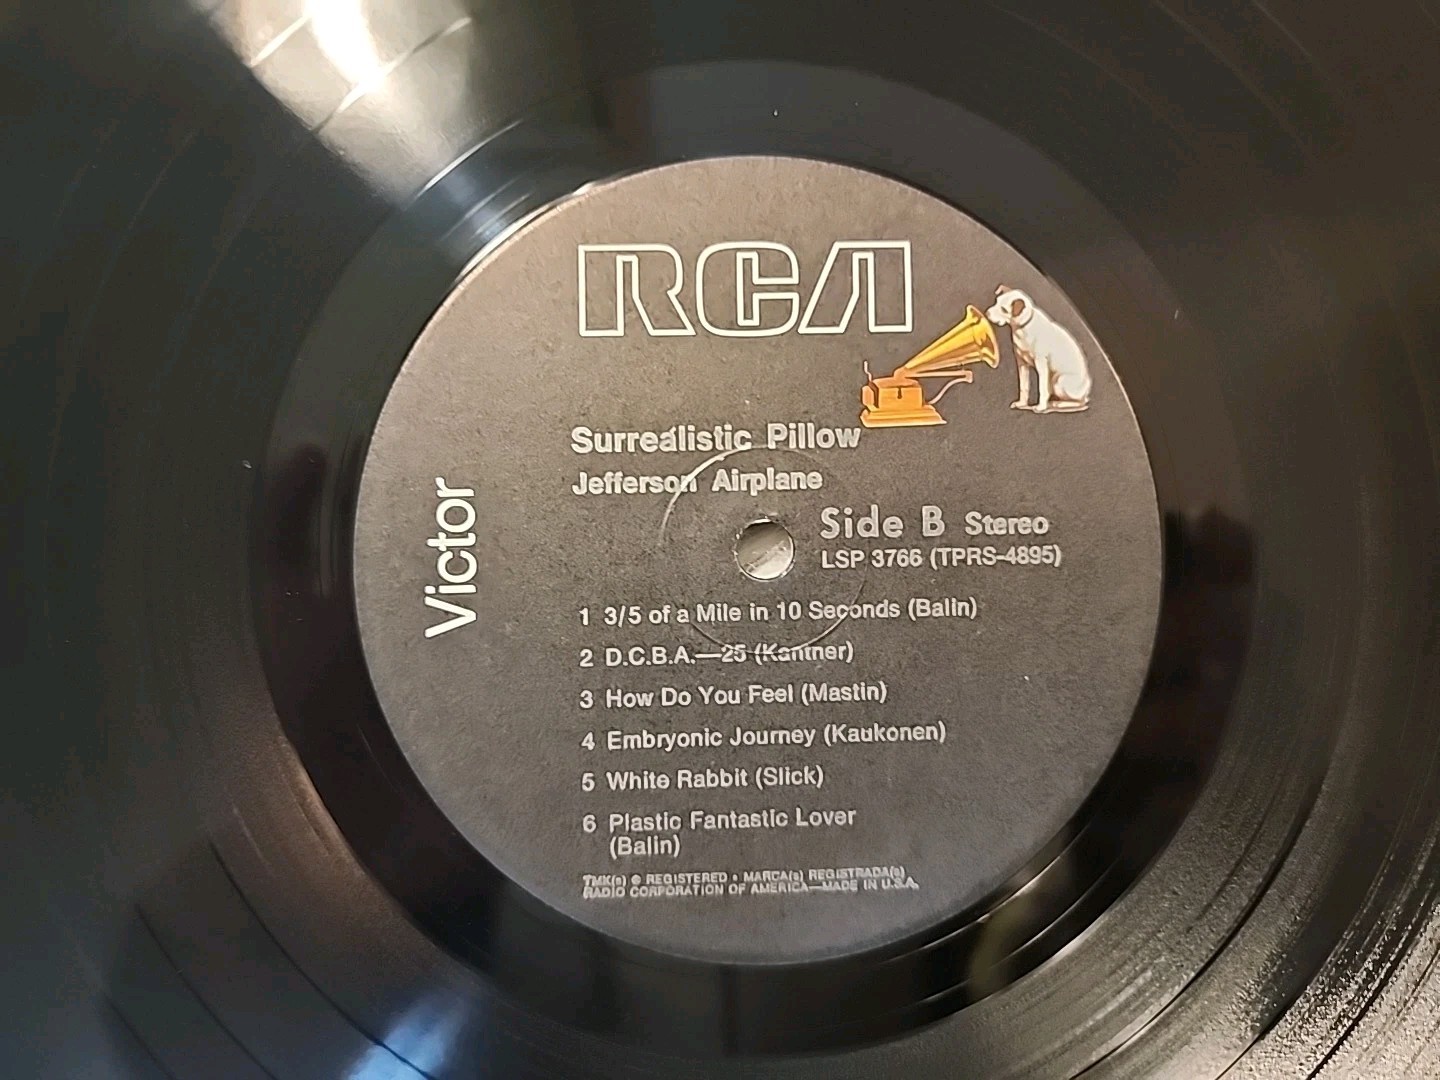 RCA
Victor
Surrealistic Pillow
Jefferson Airplane
Side B Stereo
LSP 3766 (TPRS-4895)
1 3/5 of a Mile in 10 Seconds (Balin)
2 D.C.B.A.—25 (Kantner)
3 How Do You Feel (Mastin)
4 Embryonic Journey (Kaukonen)
5 White Rabbit (Slick)
6 Plastic Fantastic Lover
(Balin)
TMK(s) ® REGISTERED • MARCA(s) REGISTRADA(s)
RADIO CORPORATION OF AMERICA—MADE IN U.S.A.